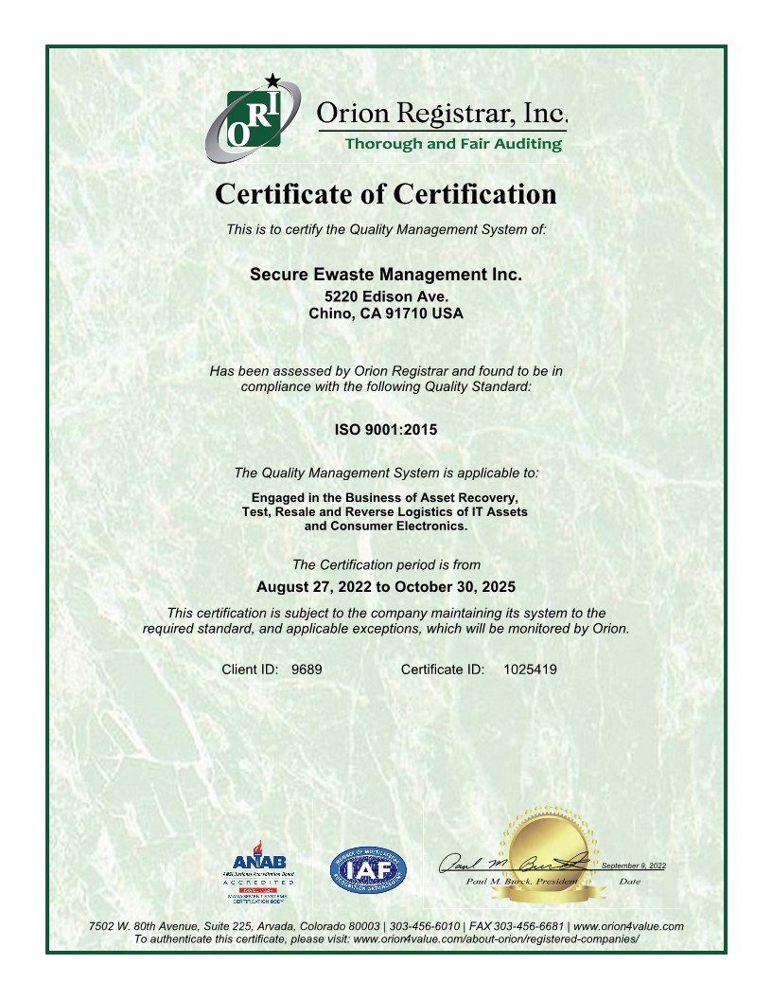 ORI
Orion Registrar, Inc.
Thorough and Fair Auditing
Certificate of Certification
This is to certify the Quality Management System of:
Secure Ewaste Management Inc.
5220 Edison Ave.
Chino, CA 91710 USA
Has been assessed by Orion Registrar and found to be in
compliance with the following Quality Standard:
ISO 9001:2015
The Quality Management System is applicable to:
Engaged in the Business of Asset Recovery,
Test, Resale and Reverse Logistics of IT Assets
and Consumer Electronics.
The Certification period is from
August 27, 2022 to October 30, 2025
This certification is subject to the company maintaining its system to the
required standard, and applicable exceptions, which will be monitored by Orion.
Client ID: 9689 Certificate ID: 1025419
ANAB
ANSI National Accreditation Board
ACCREDITED
MANAGEMENT SYSTEMS
CERTIFICATION BODY
MEMBER OF MULTILATERAL
IAF
RECOGNITION ARRANGEMENT
Paul M. Burck
September 9, 2022
Paul M. Burck, President Date
7502 W. 80th Avenue, Suite 225, Arvada, Colorado 80003 | 303-456-6010 | FAX 303-456-6681 | www.orion4value.com
To authenticate this certificate, please visit: www.orion4value.com/about-orion/registered-companies/